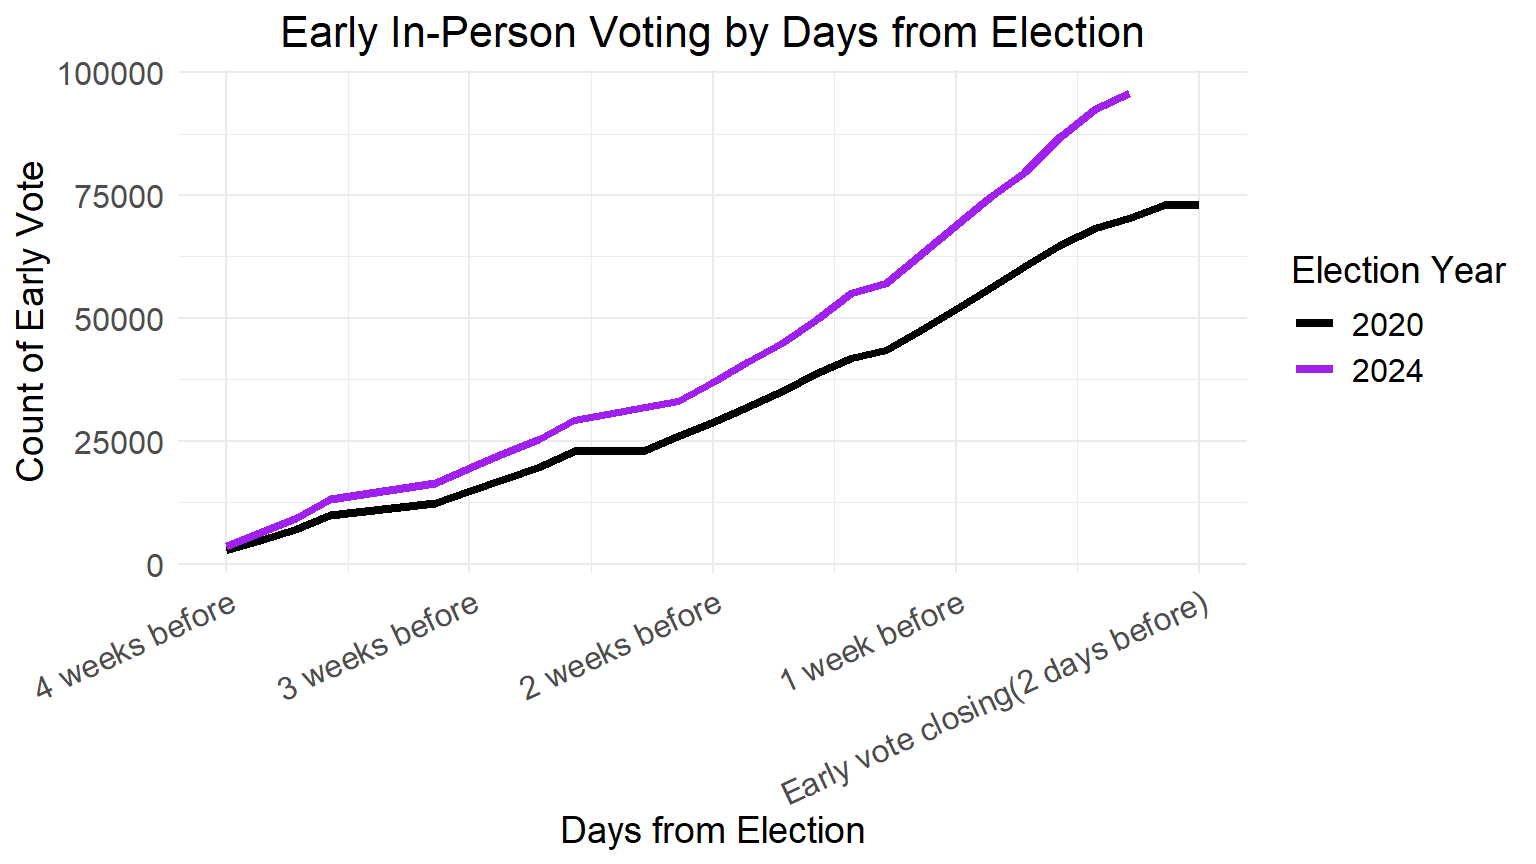 Early In-Person Voting by Days from Election
Count of Early Vote
100000
75000
50000
25000
0
4 weeks before
3 weeks before
2 weeks before
1 week before
Early vote closing(2 days before)
Days from Election
Election Year
2020
2024